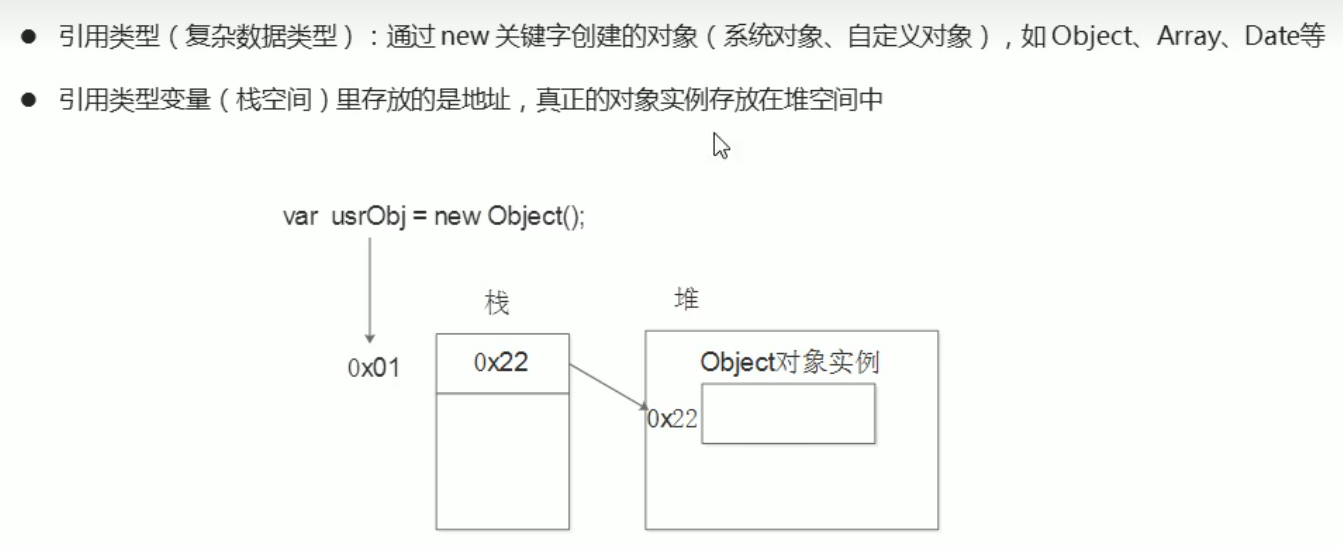 ● 引用类型（复杂数据类型）：通过 new 关键字创建的对象（系统对象、自定义对象），如 Object、Array、Date等
● 引用类型变量（栈空间）里存放的是地址，真正的对象实例存放在堆空间中
var usrObj = new Object();
栈
堆
0x01
0x22
Object对象实例
0x22